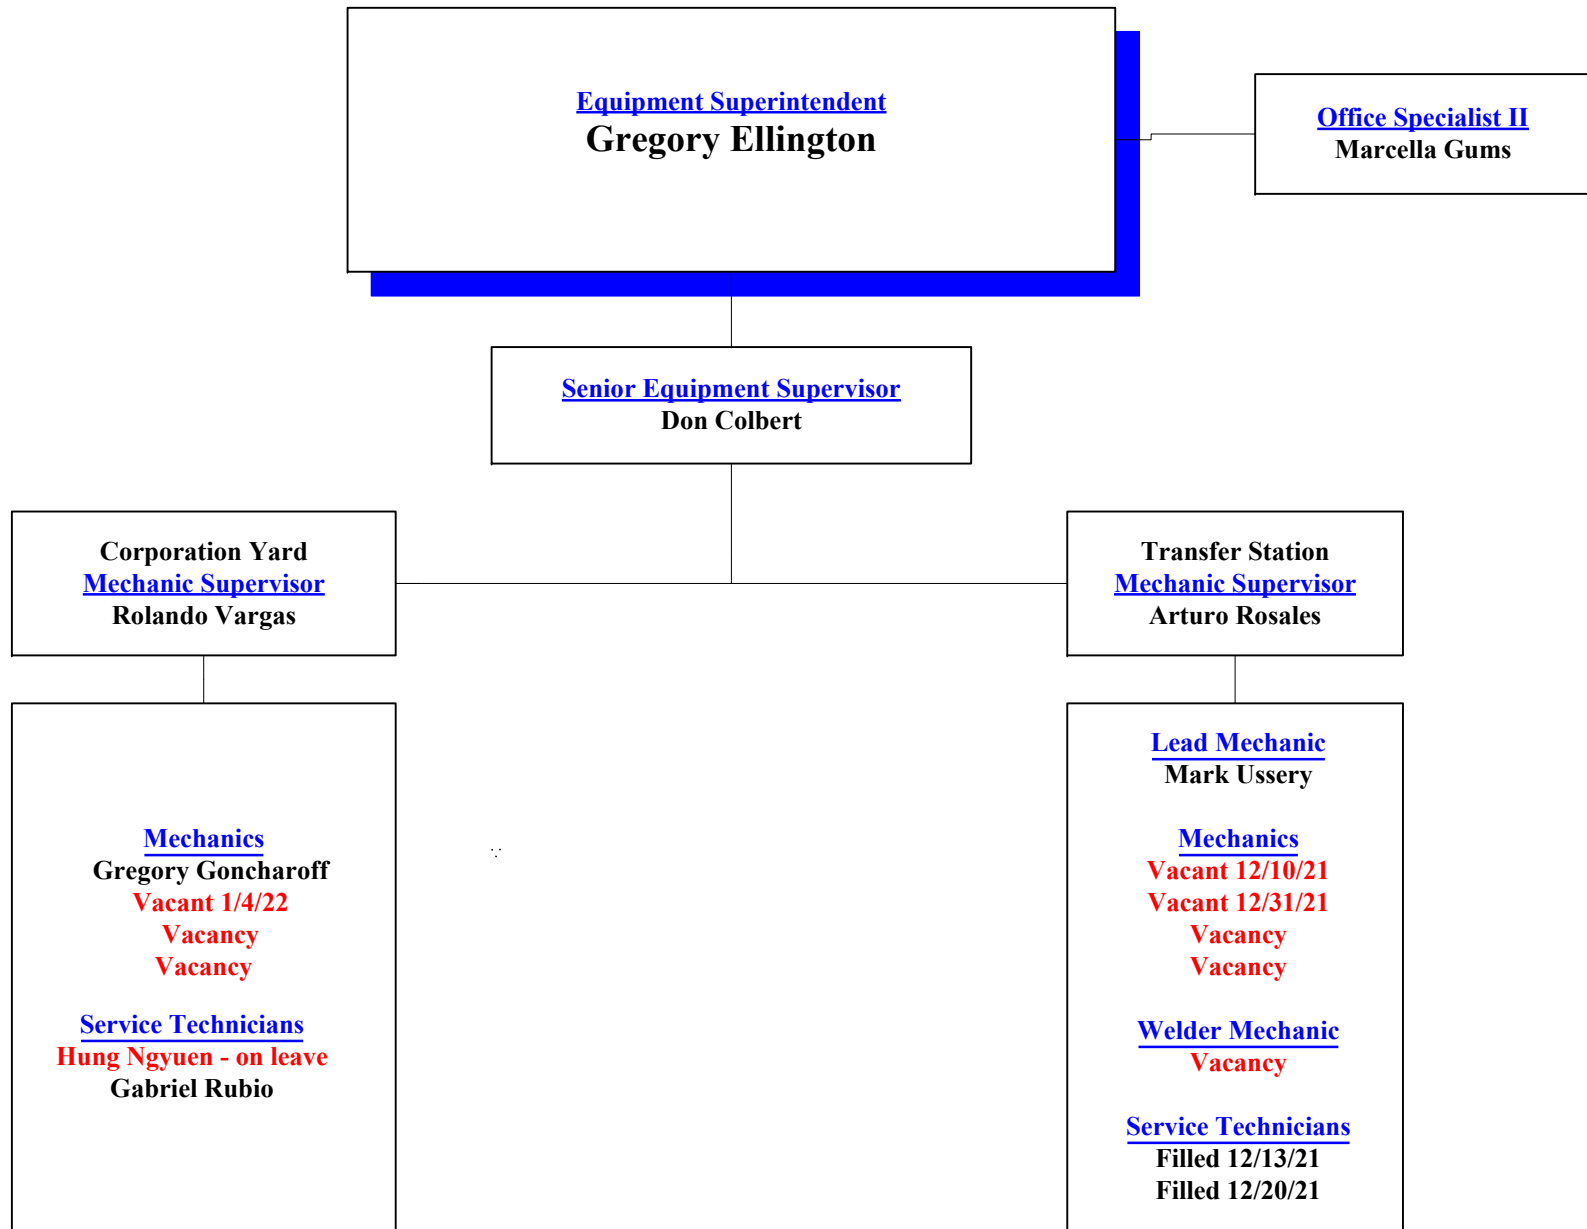 Equipment Superintendent
Gregory Ellington
Office Specialist II
Marcella Gums
Senior Equipment Supervisor
Don Colbert
Corporation Yard
Mechanic Supervisor
Rolando Vargas
Transfer Station
Mechanic Supervisor
Arturo Rosales
Mechanics
Gregory Goncharoff
Vacant 1/4/22
Vacancy
Vacancy
Service Technicians
Hung Ngyuen - on leave
Gabriel Rubio
Lead Mechanic
Mark Ussery
Mechanics
Vacant 12/10/21
Vacant 12/31/21
Vacancy
Vacancy
Welder Mechanic
Vacancy
Service Technicians
Filled 12/13/21
Filled 12/20/21